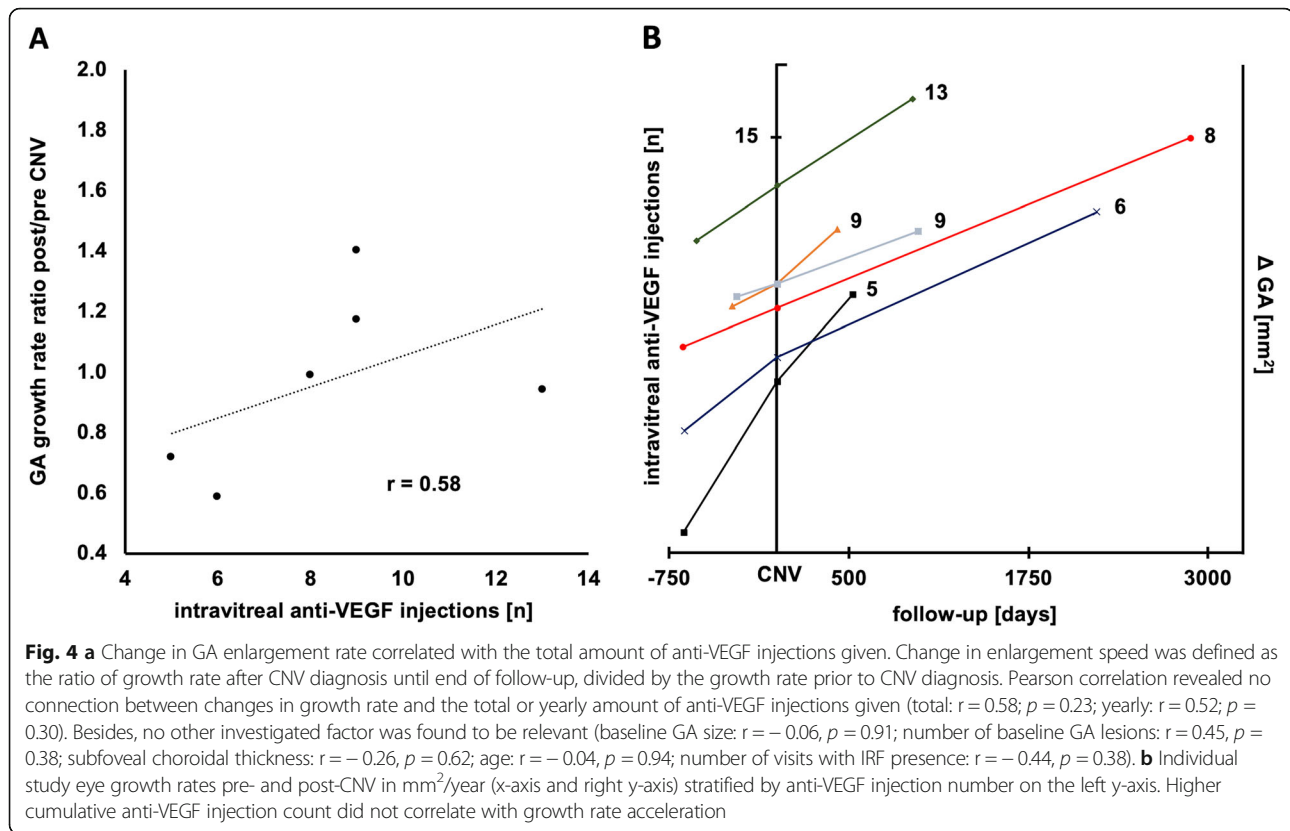 A
GA growth rate ratio post/pre CNV
2.0
1.8
1.6
1.4
1.2
1.0
0.8
0.6
0.4
r = 0.58
4 6 8 10 12 14
intravitreal anti-VEGF injections [n]
B
intravitreal anti-VEGF injections [n]
15
13
8
6
9
9
5
Δ GA [mm²]
-750 CNV 500 1750 3000
follow-up [days]
Fig. 4 a Change in GA enlargement rate correlated with the total amount of anti-VEGF injections given. Change in enlargement speed was defined as
the ratio of growth rate after CNV diagnosis until end of follow-up, divided by the growth rate prior to CNV diagnosis. Pearson correlation revealed no
connection between changes in growth rate and the total or yearly amount of anti-VEGF injections given (total: r = 0.58; p = 0.23; yearly: r = 0.52; p =
0.30). Besides, no other investigated factor was found to be relevant (baseline GA size: r = − 0.06, p = 0.91; number of baseline GA lesions: r = 0.45, p =
0.38; subfoveal choroidal thickness: r = − 0.26, p = 0.62; age: r = − 0.04, p = 0.94; number of visits with IRF presence: r = − 0.44, p = 0.38). b Individual
study eye growth rates pre- and post-CNV in mm²/year (x-axis and right y-axis) stratified by anti-VEGF injection number on the left y-axis. Higher
cumulative anti-VEGF injection count did not correlate with growth rate acceleration